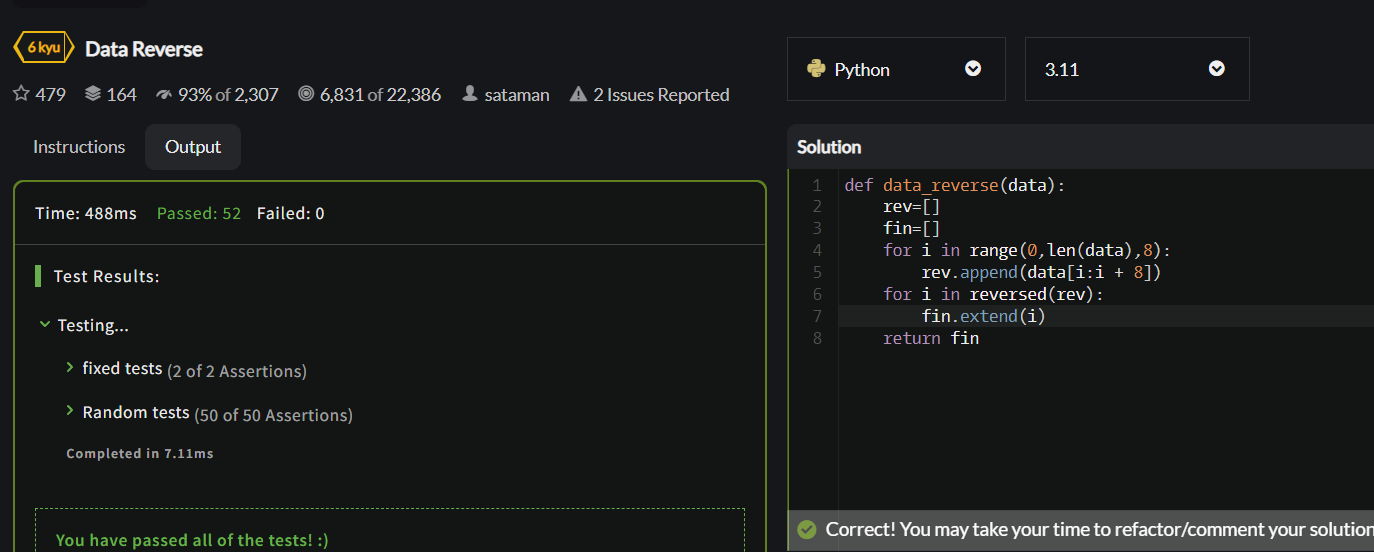 6 kyu Data Reverse
479 164 93% of 2,307 6,831 of 22,386 sataman 2 Issues Reported
Python 3.11
Instructions Output
Time: 488ms Passed: 52 Failed: 0
Test Results:
Testing...
fixed tests (2 of 2 Assertions)
Random tests (50 of 50 Assertions)
Completed in 7.11ms
You have passed all of the tests! :)
Solution
1 def data_reverse(data):
2     rev=[]
3     fin=[]
4     for i in range(0,len(data),8):
5         rev.append(data[i:i + 8])
6     for i in reversed(rev):
7         fin.extend(i)
8     return fin
Correct! You may take your time to refactor/comment your solution